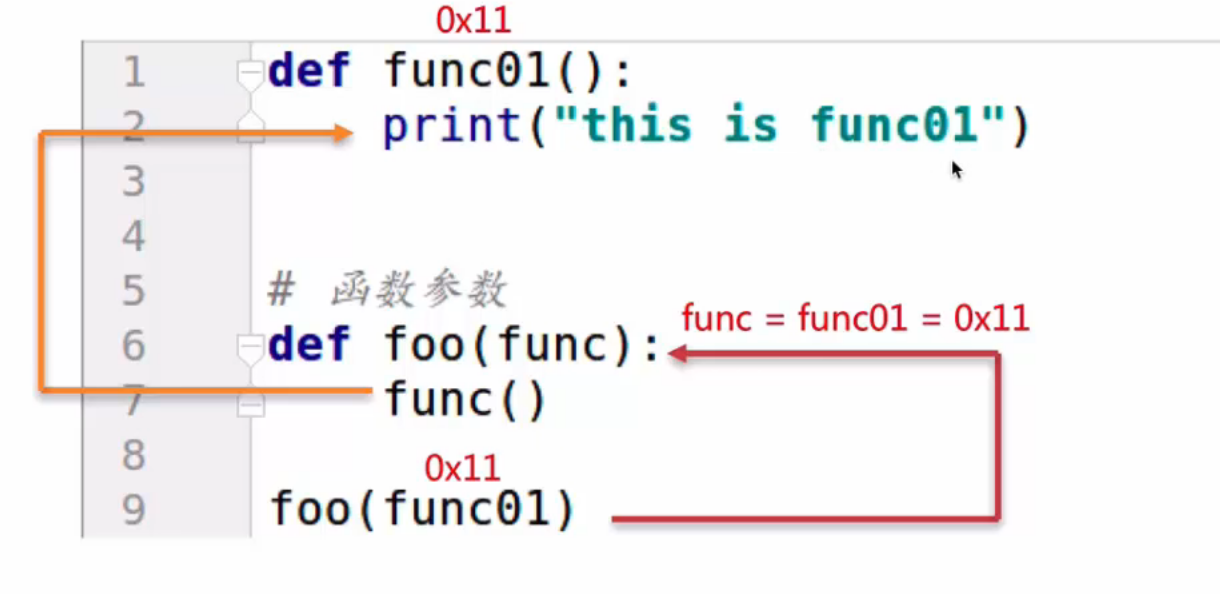 0x11
1 def func01():
2 print("this is func01")
3
4
5 # 函数参数
func = func01 = 0x11
6 def foo(func):
7 func()
8
0x11
9 foo(func01)